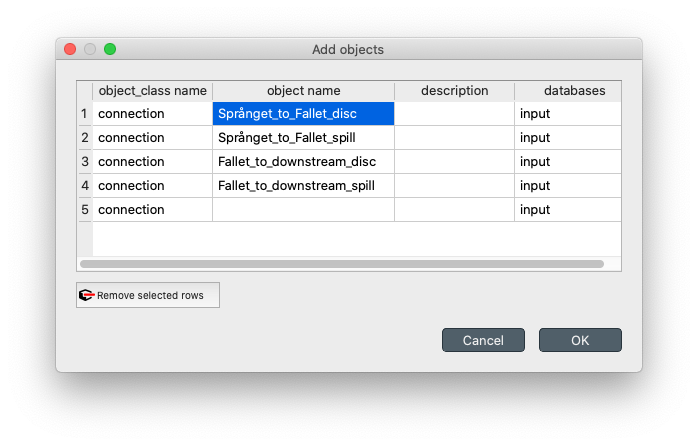 Add objects
object_class name object name description databases
1 connection Språnget_to_Fallet_disc input
2 connection Språnget_to_Fallet_spill input
3 connection Fallet_to_downstream_disc input
4 connection Fallet_to_downstream_spill input
5 connection input
Remove selected rows
Cancel OK